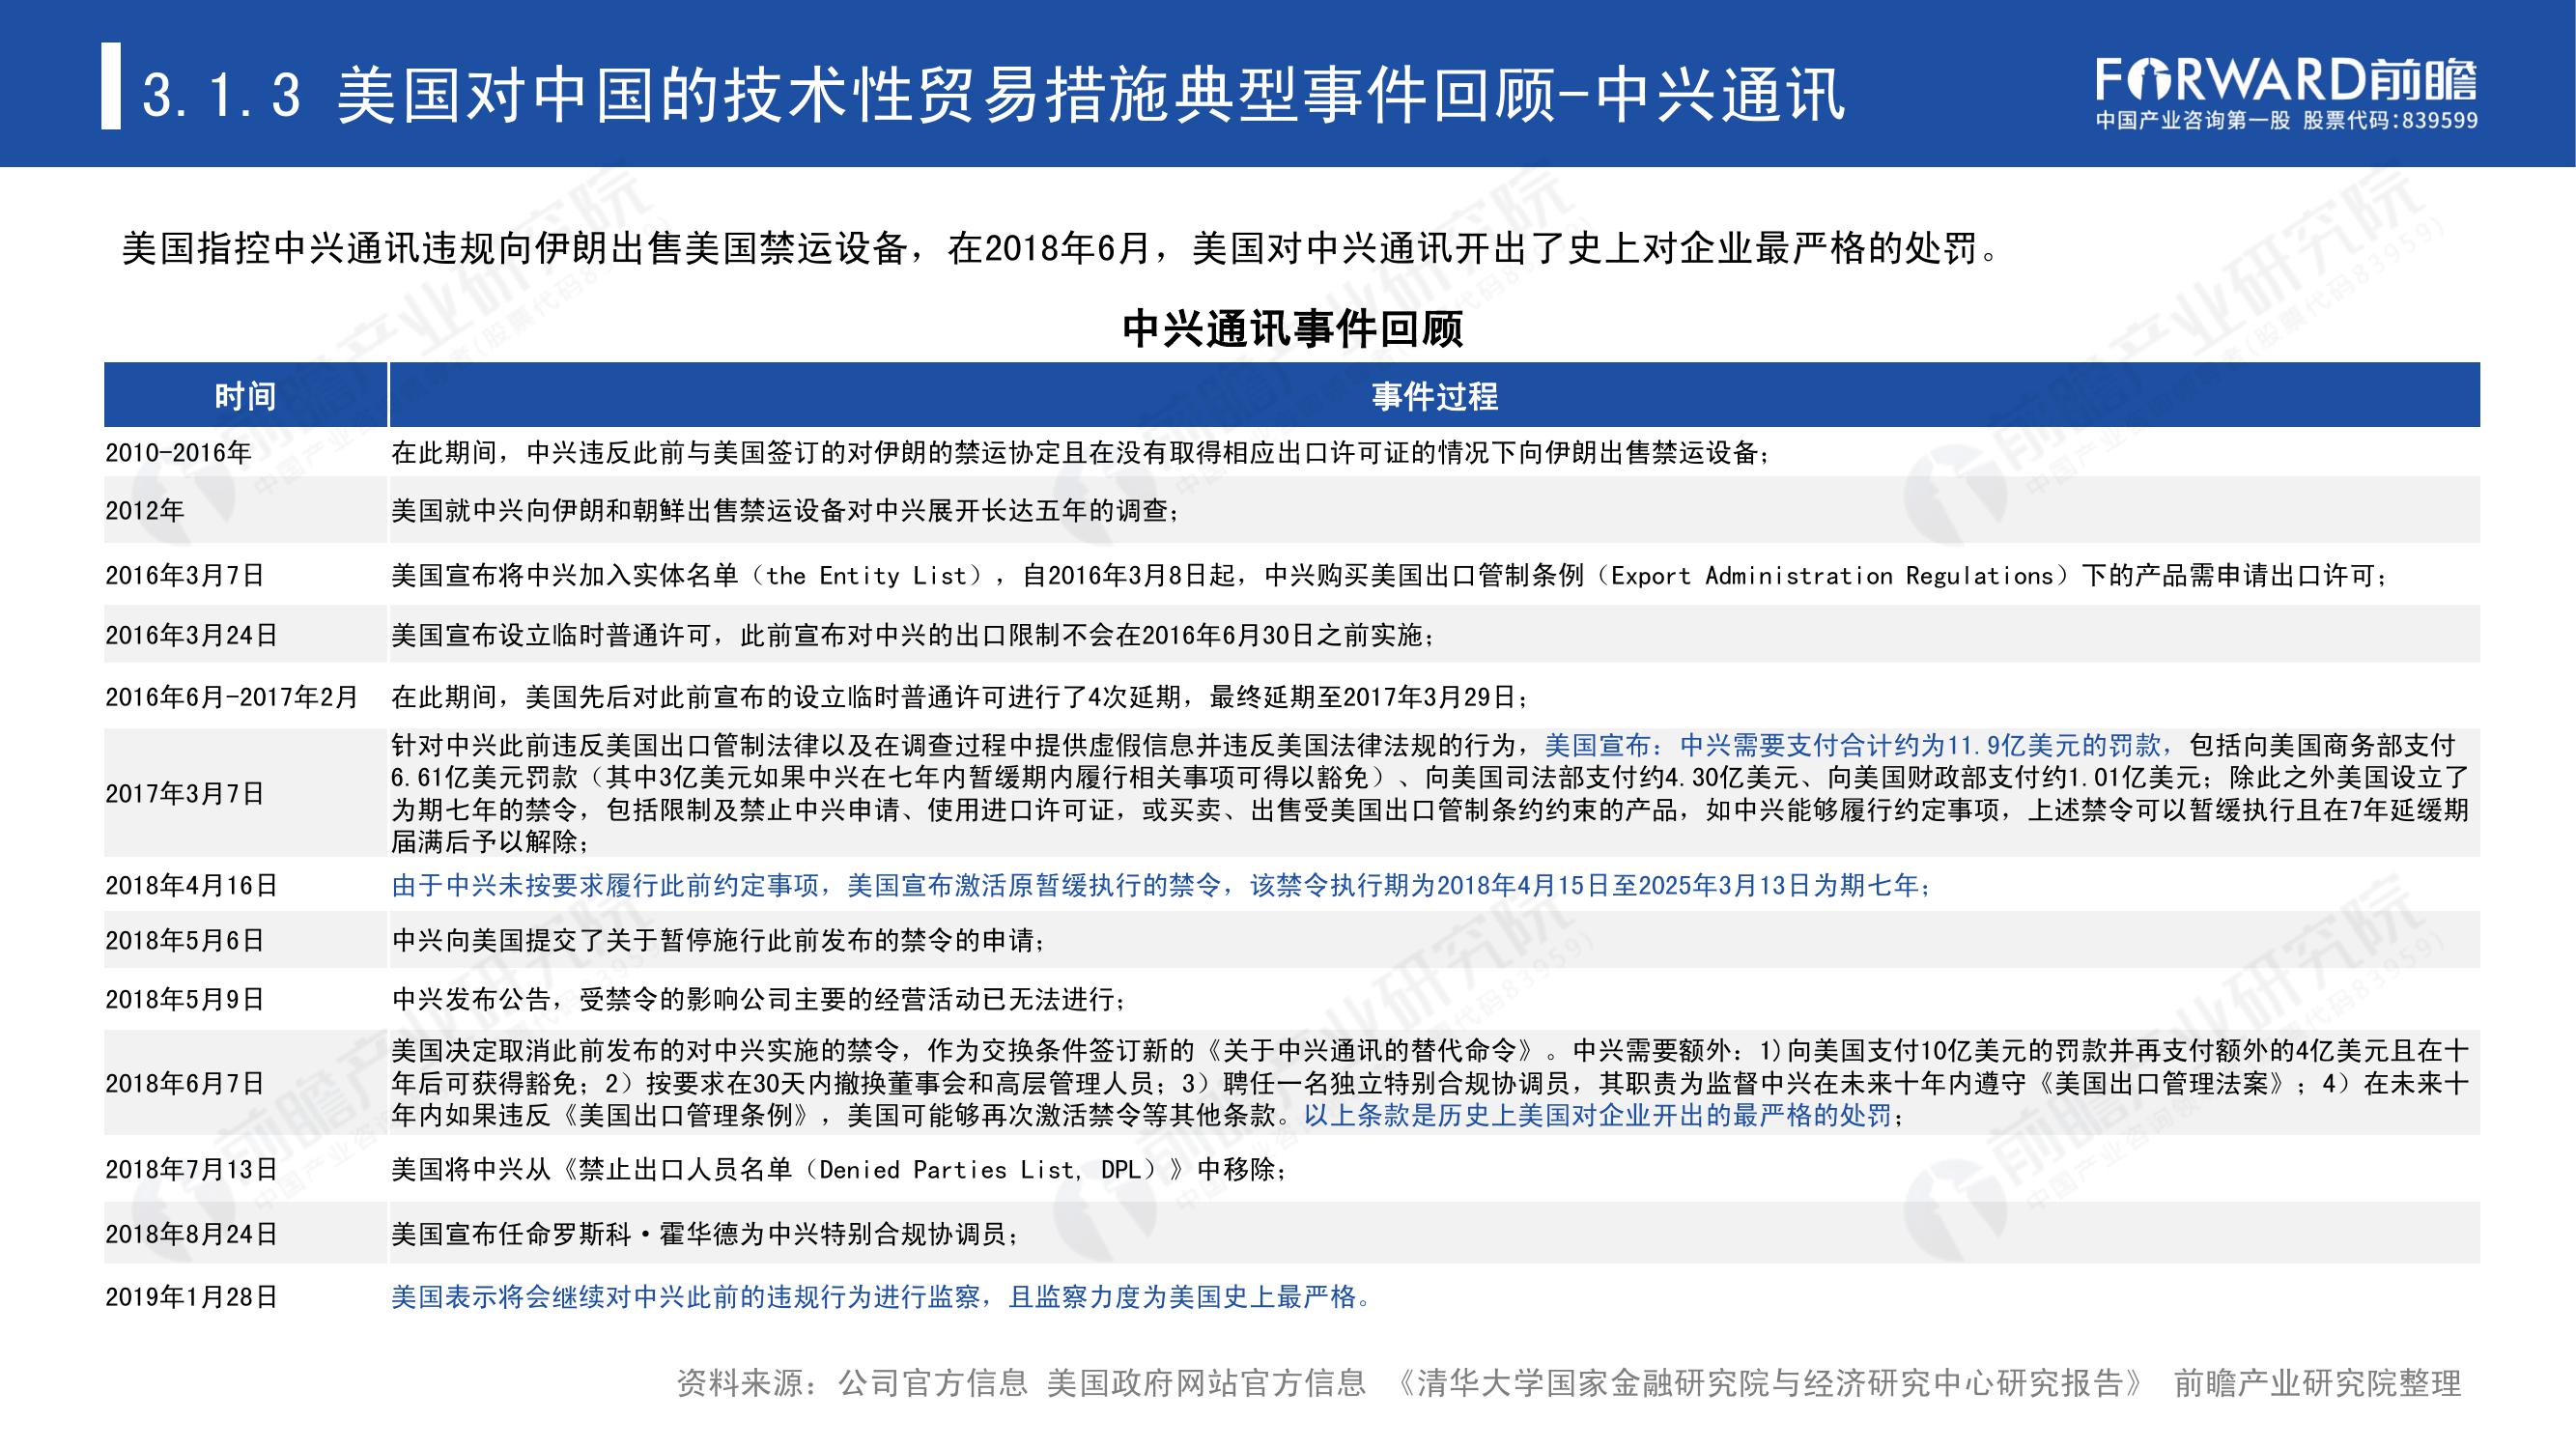 3.1.3 美国对中国的技术性贸易措施典型事件回顾-中兴通讯
FORWARD前瞻
中国产业咨询第一股 股票代码:839599
美国指控中兴通讯违规向伊朗出售美国禁运设备，在2018年6月，美国对中兴通讯开出了史上对企业最严格的处罚。
中兴通讯事件回顾
时间 事件过程
2010-2016年 在此期间，中兴违反此前与美国签订的对伊朗的禁运协定且在没有取得相应出口许可证的情况下向伊朗出售禁运设备；
2012年 美国就中兴向伊朗和朝鲜出售禁运设备对中兴展开长达五年的调查；
2016年3月7日 美国宣布将中兴加入实体名单（the Entity List），自2016年3月8日起，中兴购买美国出口管制条例（Export Administration Regulations）下的产品需申请出口许可；
2016年3月24日 美国宣布设立临时普通许可，此前宣布对中兴的出口限制不会在2016年6月30日之前实施；
2016年6月-2017年2月 在此期间，美国先后对此前宣布的设立临时普通许可进行了4次延期，最终延期至2017年3月29日；
2017年3月7日
针对中兴此前违反美国出口管制法律以及在调查过程中提供虚假信息并违反美国法律法规的行为，美国宣布：中兴需要支付合计约为11.9亿美元的罚款，包括向美国商务部支付
6.61亿美元罚款（其中3亿美元如果中兴在七年内暂缓期内履行相关事项可得以豁免）、向美国司法部支付约4.30亿美元、向美国财政部支付约1.01亿美元；除此之外美国设立了
为期七年的禁令，包括限制及禁止中兴申请、使用进口许可证，或买卖、出售受美国出口管制条约约束的产品，如中兴能够履行约定事项，上述禁令可以暂缓执行且在7年延缓期
届满后予以解除；
2018年4月16日 由于中兴未按要求履行此前约定事项，美国宣布激活原暂缓执行的禁令，该禁令执行期为2018年4月15日至2025年3月13日为期七年；
2018年5月6日 中兴向美国提交了关于暂停施行此前发布的禁令的申请；
2018年5月9日 中兴发布公告，受禁令的影响公司主要的经营活动已无法进行；
2018年6月7日
美国决定取消此前发布的对中兴实施的禁令，作为交换条件签订新的《关于中兴通讯的替代命令》。中兴需要额外：1)向美国支付10亿美元的罚款并再支付额外的4亿美元且在十
年后可获得豁免；2）按要求在30天内撤换董事会和高层管理人员；3）聘任一名独立特别合规协调员，其职责为监督中兴在未来十年内遵守《美国出口管理法案》；4）在未来十
年内如果违反《美国出口管理条例》，美国可能够再次激活禁令等其他条款。以上条款是历史上美国对企业开出的最严格的处罚；
2018年7月13日 美国将中兴从《禁止出口人员名单（Denied Parties List, DPL）》中移除；
2018年8月24日 美国宣布任命罗斯科·霍华德为中兴特别合规协调员；
2019年1月28日 美国表示将会继续对中兴此前的违规行为进行监察，且监察力度为美国史上最严格。
资料来源：公司官方信息 美国政府网站官方信息 《清华大学国家金融研究院与经济研究中心研究报告》 前瞻产业研究院整理